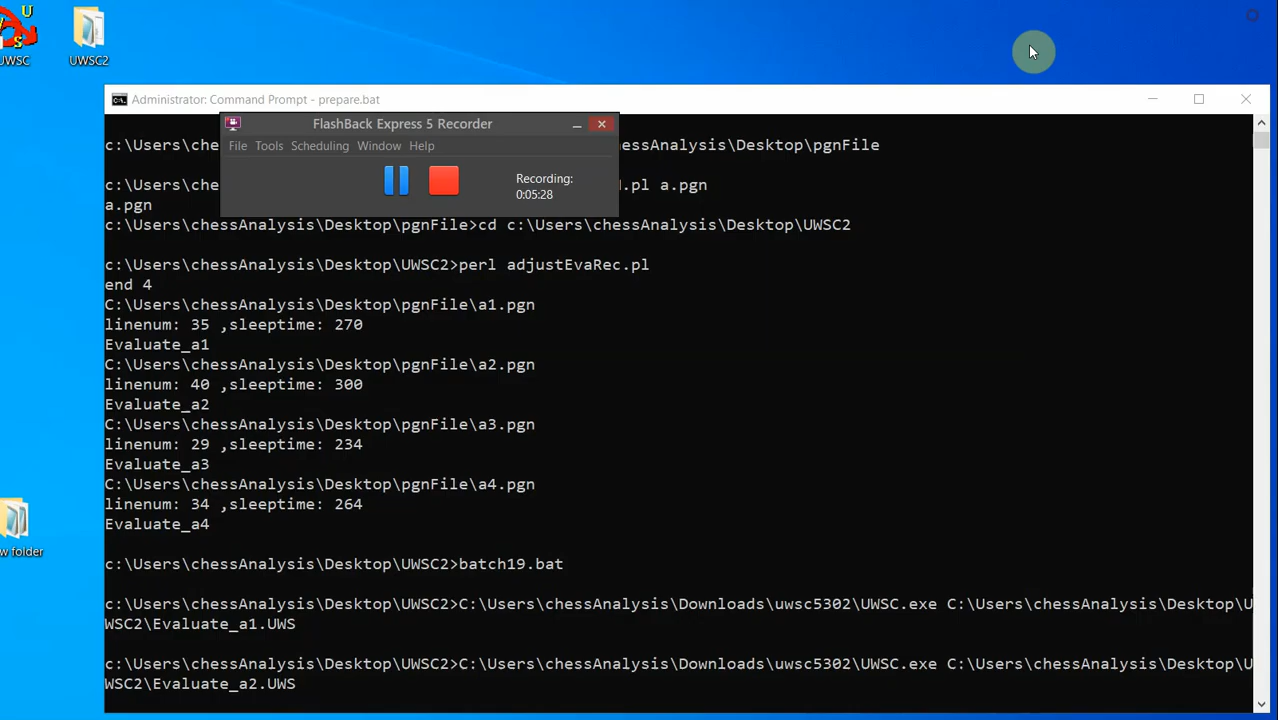 U
S
UWSC
UWSC2
Administrator: Command Prompt - prepare.bat
FlashBack Express 5 Recorder
File Tools Scheduling Window Help
Recording:
0:05:28
c:\Users\chess
essAnalysis\Desktop\pgnFile
c:\Users\chess
.pl a.pgn
a.pgn
c:\Users\chessAnalysis\Desktop\pgnFile>cd c:\Users\chessAnalysis\Desktop\UWSC2
c:\Users\chessAnalysis\Desktop\UWSC2>perl adjustEvaRec.pl
end 4
C:\Users\chessAnalysis\Desktop\pgnFile\a1.pgn
linenum: 35 ,sleeptime: 270
Evaluate_a1
C:\Users\chessAnalysis\Desktop\pgnFile\a2.pgn
linenum: 40 ,sleeptime: 300
Evaluate_a2
C:\Users\chessAnalysis\Desktop\pgnFile\a3.pgn
linenum: 29 ,sleeptime: 234
Evaluate_a3
C:\Users\chessAnalysis\Desktop\pgnFile\a4.pgn
linenum: 34 ,sleeptime: 264
Evaluate_a4
w folder
c:\Users\chessAnalysis\Desktop\UWSC2>batch19.bat
c:\Users\chessAnalysis\Desktop\UWSC2>C:\Users\chessAnalysis\Downloads\uwsc5302\UWSC.exe C:\Users\chessAnalysis\Desktop\U
WSC2\Evaluate_a1.UWS
c:\Users\chessAnalysis\Desktop\UWSC2>C:\Users\chessAnalysis\Downloads\uwsc5302\UWSC.exe C:\Users\chessAnalysis\Desktop\U
WSC2\Evaluate_a2.UWS